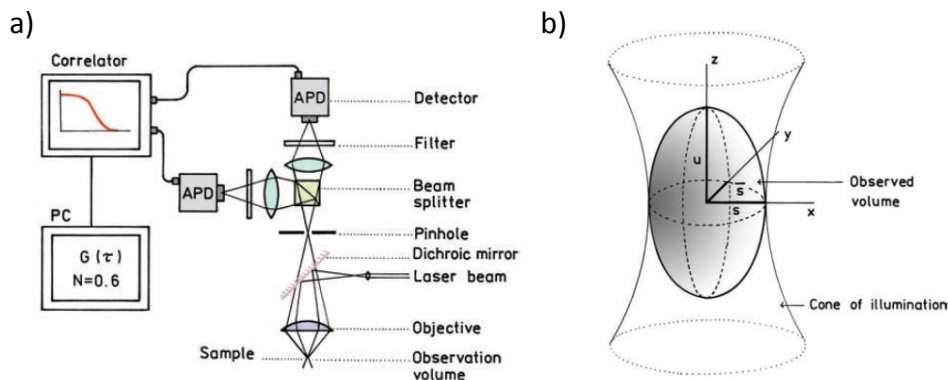 a)
Correlator
APD
Detector
Filter
APD
Beam
splitter
PC
G(τ)
N=0.6
Pinhole
Dichroic mirror
Laser beam
Objective
Sample
Observation
volume
b)
z
y
u
s
s
x
Observed
volume
Cone of illumination